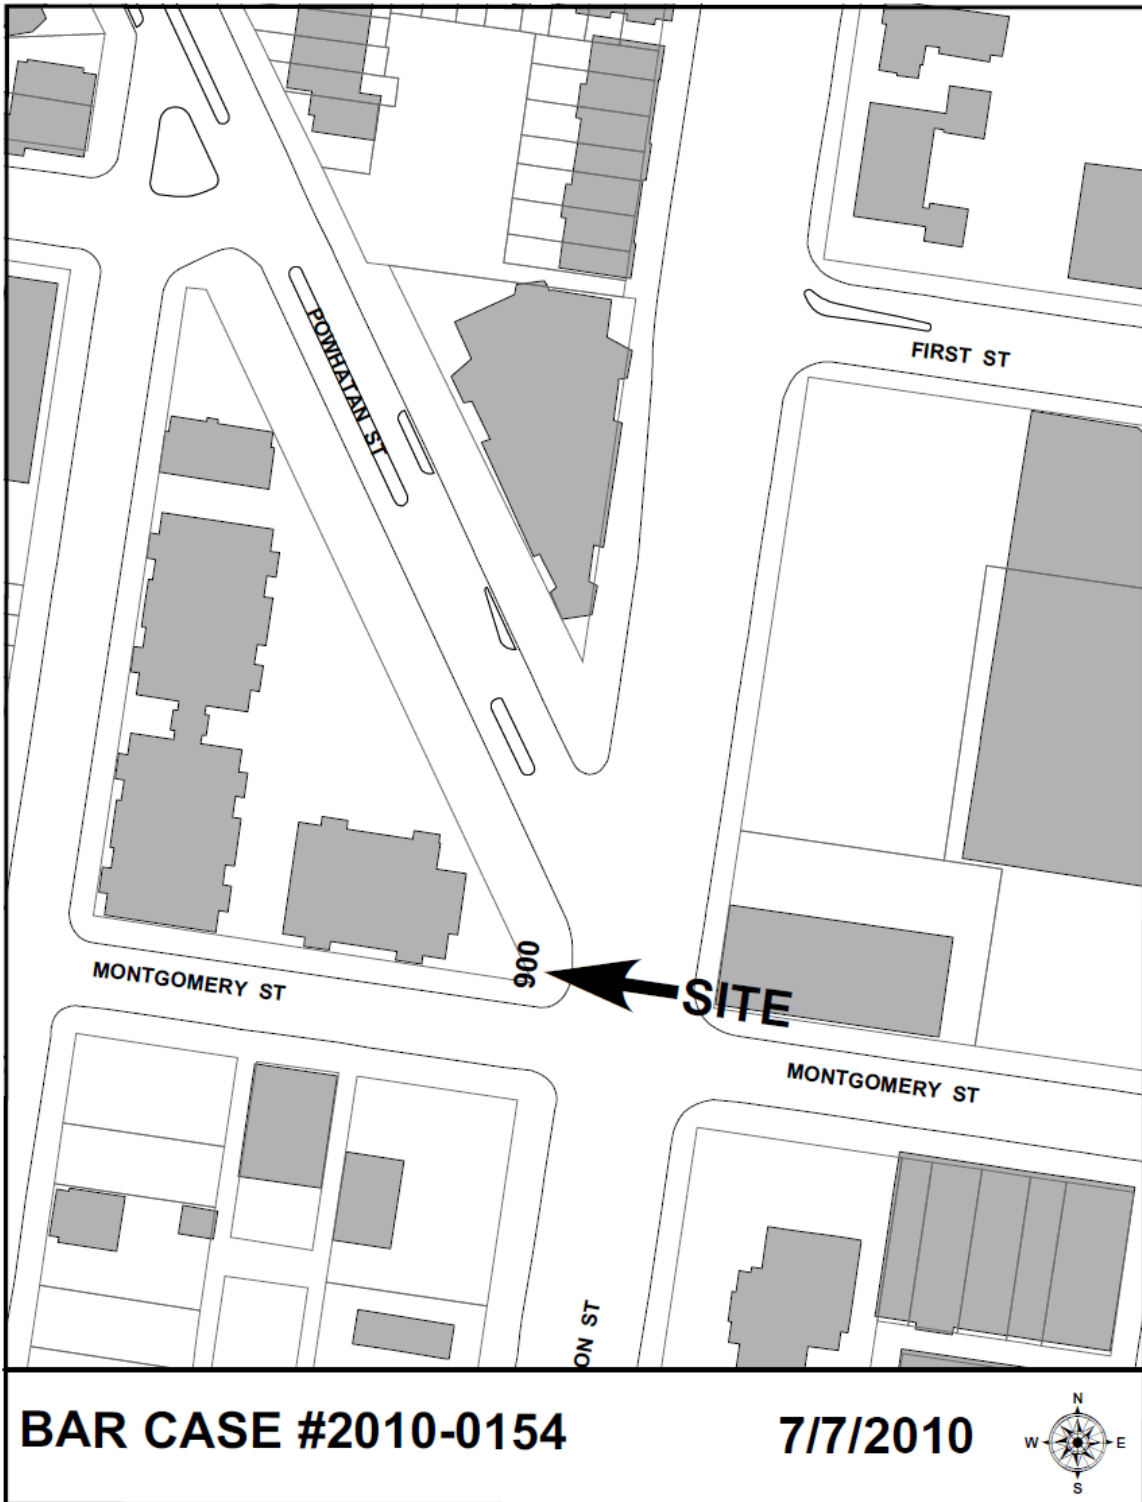 FIRST ST
POWHATAN ST
900
SITE
MONTGOMERY ST
MONTGOMERY ST
ON ST
BAR CASE #2010-0154
7/7/2010
N
W E
S